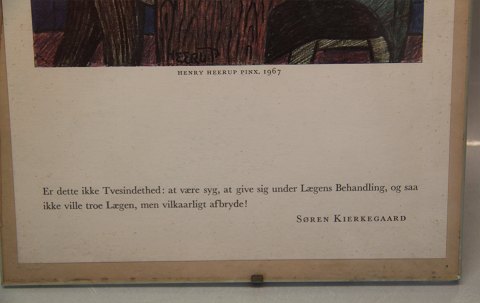 HEERUP
HENRY HEERUP PINX. 1967
Er dette ikke Tvesindethed: at være syg, at give sig under Lægens Behandling, og saa
ikke ville troe Lægen, men vilkaarligt afbryde!
SØREN KIERKEGAARD